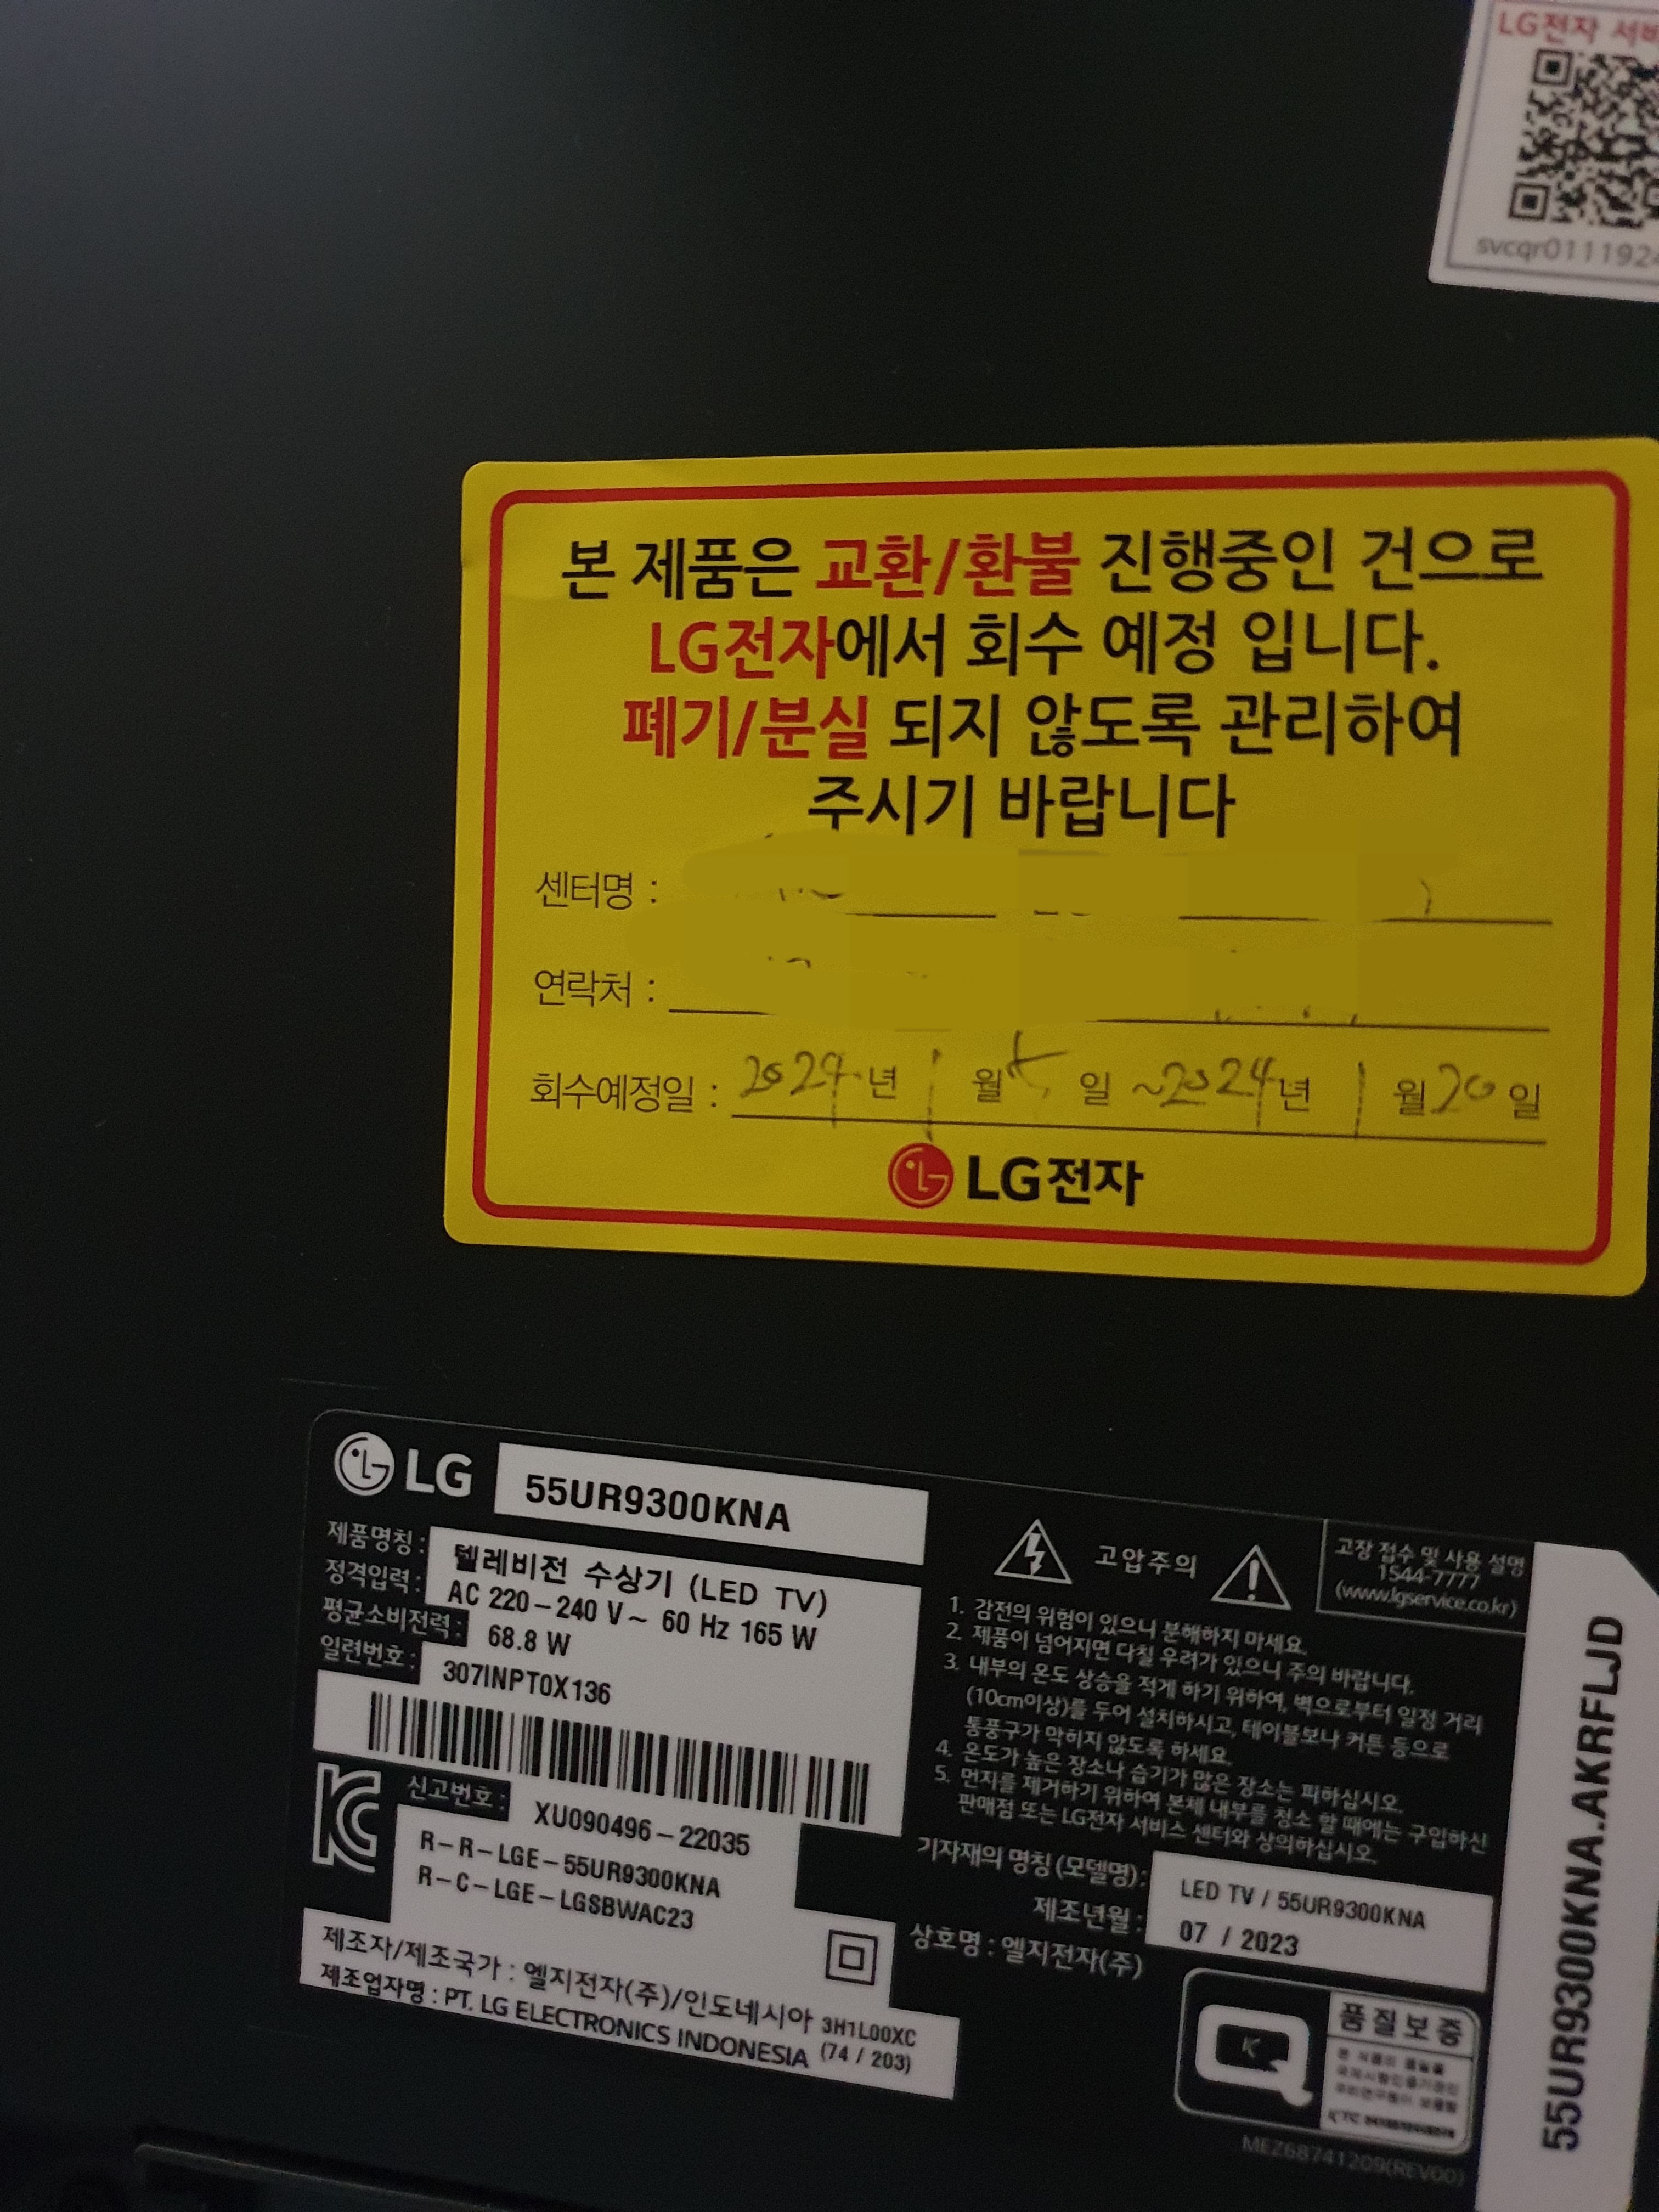 LG전자 서비
svcqr0111924
본 제품은 교환/환불 진행중인 건으로
LG전자에서 회수 예정 입니다.
폐기/분실 되지 않도록 관리하여
주시기 바랍니다
센터명 :
연락처 :
회수예정일 : 2024년 1월 일 ~2024년 1월 20일
LG전자
LG 55UR9300KNA
제품명칭 : 텔레비전 수상기 (LED TV)
정격입력 : AC 220-240 V~ 60 Hz 165 W
평균소비전력 : 68.8 W
일련번호 : 307INPT0X136
신고번호 : XU090496-22035
R-R-LGE-55UR9300KNA
R-C-LGE-LGSBWAC23
제조자/제조국가 : 엘지전자(주)/인도네시아 3H1L00XC
제조업자명 : PT. LG ELECTRONICS INDONESIA (74 / 203)
고압주의
고장 접수 및 사용 설명
1544-7777
(www.lgservice.co.kr)
1. 감전의 위험이 있으니 분해하지 마세요.
2. 제품이 넘어지면 다칠 우려가 있으니 주의 바랍니다.
3. 내부의 온도 상승을 적게 하기 위하여, 벽으로부터 일정 거리
(10cm이상)를 두어 설치하시고, 테이블보나 커튼 등으로
통풍구가 막히지 않도록 하세요.
4. 온도가 높은 장소나 습기가 많은 장소는 피하십시오.
5. 먼지를 제거하기 위하여 본체 내부를 청소 할 때에는 구입하신
판매점 또는 LG전자 서비스 센터와 상의하십시오.
기자재의 명칭(모델명) : LED TV / 55UR9300KNA
제조년월 : 07 / 2023
상호명 : 엘지전자(주)
품질보증
MEZ68741209(REV00)
55UR9300KNA.AKRFLJD